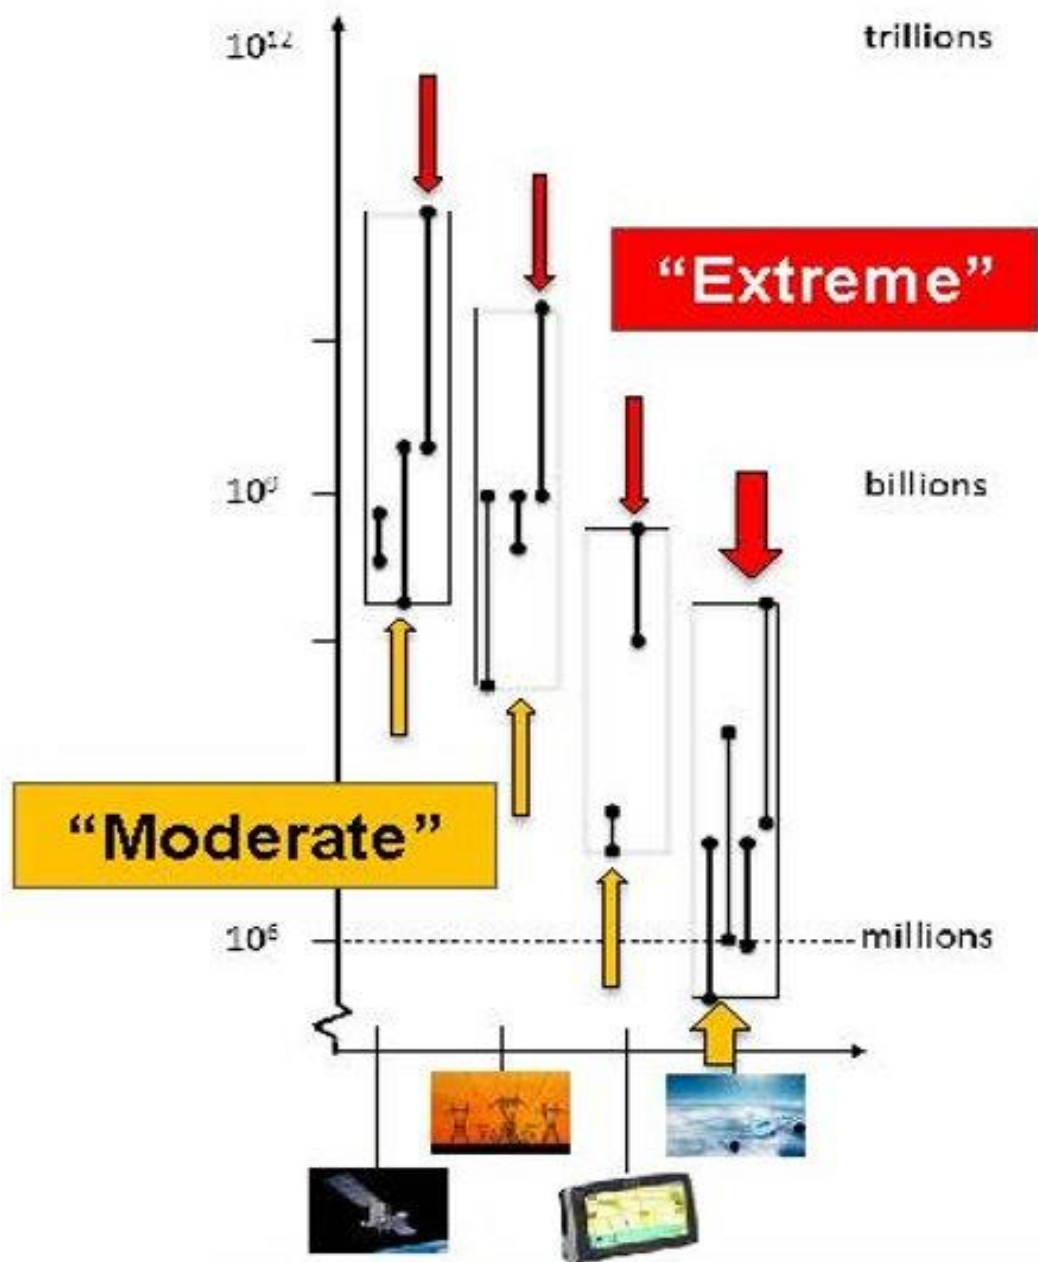 10¹² trillions
“Extreme”
10⁹ billions
“Moderate”
10⁶ millions